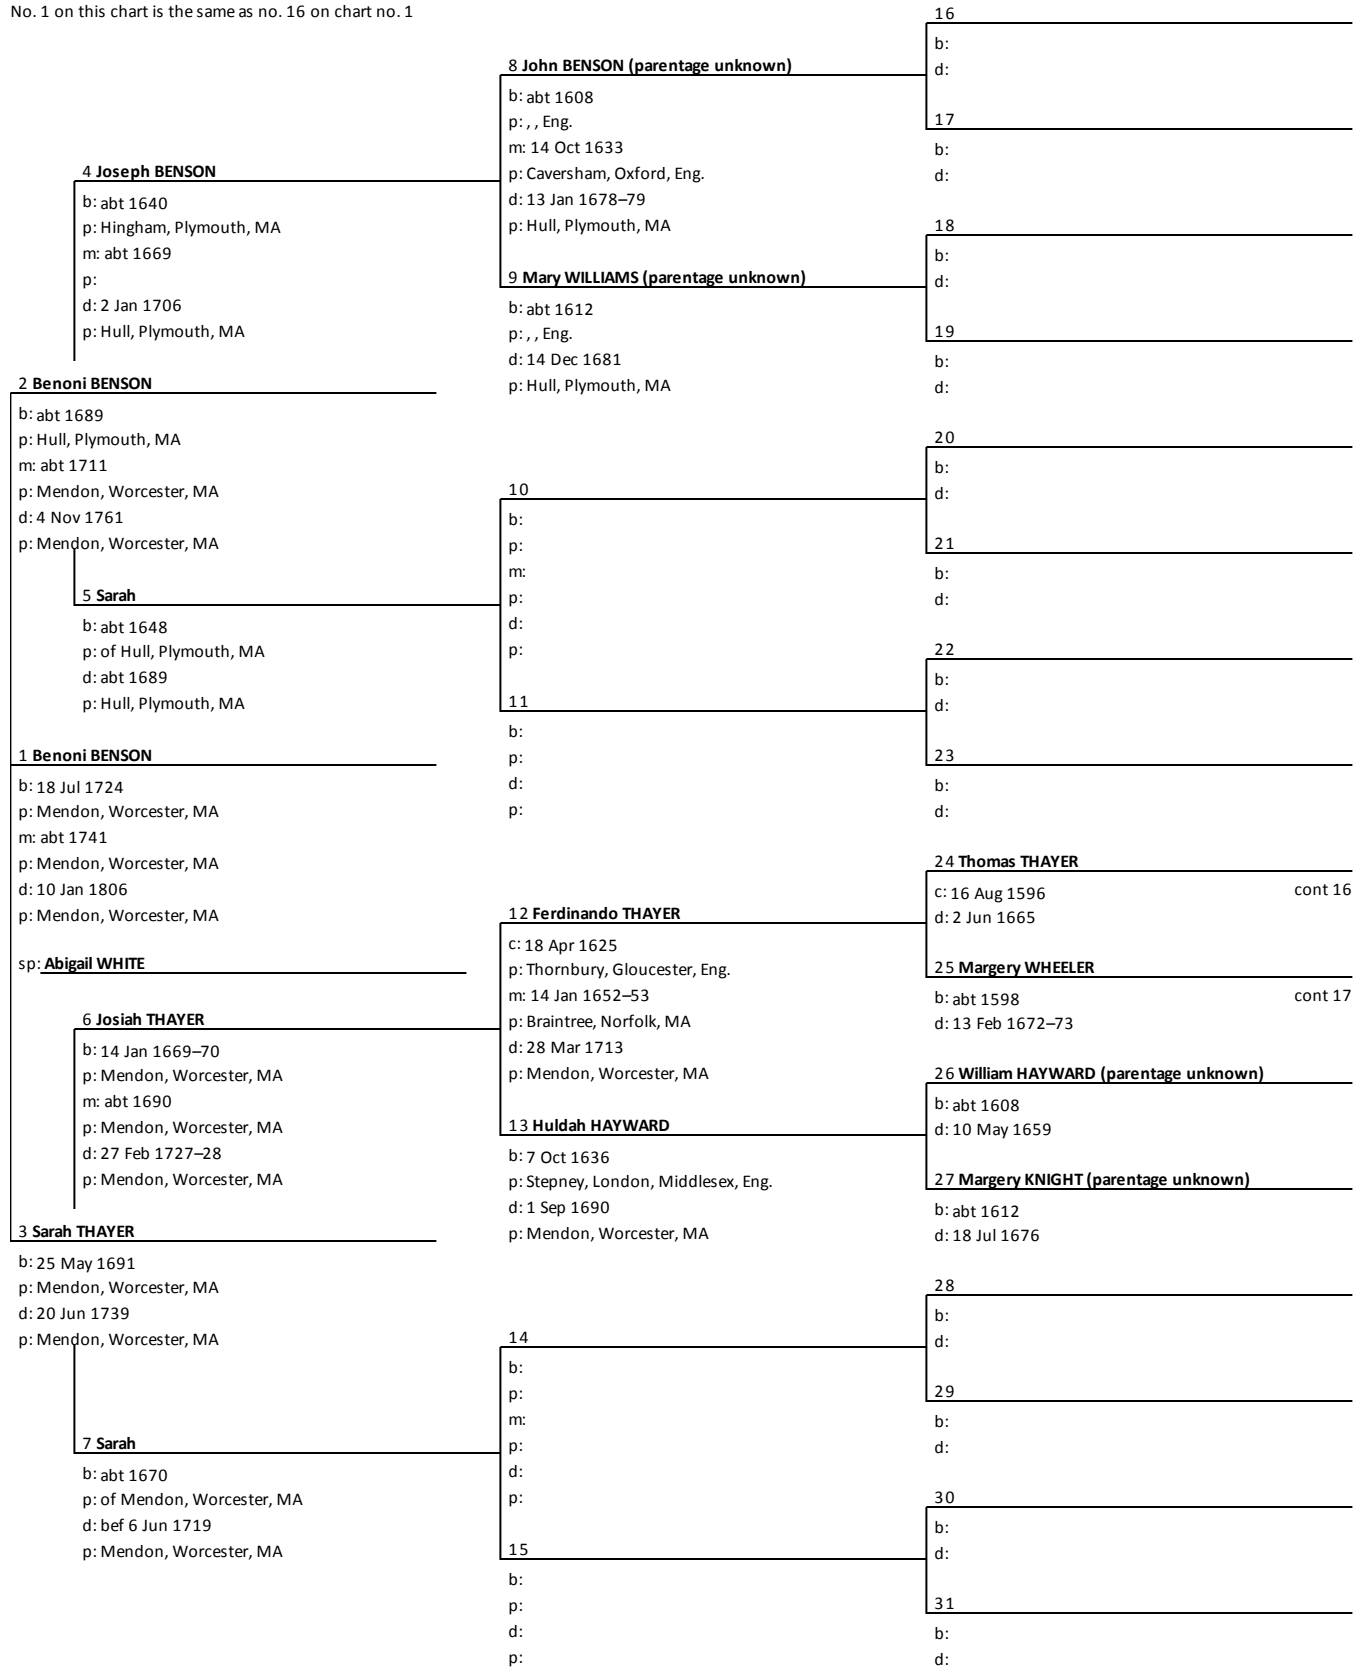 No. 1 on this chart is the same as no. 16 on chart no. 1
2 Benoni BENSON
b: abt 1689
p: Hull, Plymouth, MA
m: abt 1711
p: Mendon, Worcester, MA
d: 4 Nov 1761
p: Mendon, Worcester, MA
1 Benoni BENSON
b: 18 Jul 1724
p: Mendon, Worcester, MA
m: abt 1741
p: Mendon, Worcester, MA
d: 10 Jan 1806
p: Mendon, Worcester, MA
sp: Abigail WHITE
3 Sarah THAYER
b: 25 May 1691
p: Mendon, Worcester, MA
d: 20 Jun 1739
p: Mendon, Worcester, MA
4 Joseph BENSON
b: abt 1640
p: Hingham, Plymouth, MA
m: abt 1669
p:
d: 2 Jan 1706
p: Hull, Plymouth, MA
5 Sarah
b: abt 1648
p: of Hull, Plymouth, MA
d: abt 1689
p: Hull, Plymouth, MA
6 Josiah THAYER
b: 14 Jan 1669–70
p: Mendon, Worcester, MA
m: abt 1690
p: Mendon, Worcester, MA
d: 27 Feb 1727–28
p: Mendon, Worcester, MA
7 Sarah
b: abt 1670
p: of Mendon, Worcester, MA
d: bef 6 Jun 1719
p: Mendon, Worcester, MA
8 John BENSON (parentage unknown)
b: abt 1608
p: , , Eng.
m: 14 Oct 1633
p: Caversham, Oxford, Eng.
d: 13 Jan 1678–79
p: Hull, Plymouth, MA
9 Mary WILLIAMS (parentage unknown)
b: abt 1612
p: , , Eng.
d: 14 Dec 1681
p: Hull, Plymouth, MA
10
b:
p:
m:
p:
d:
p:
11
b:
p:
d:
p:
12 Ferdinando THAYER
c: 18 Apr 1625
p: Thornbury, Gloucester, Eng.
m: 14 Jan 1652–53
p: Braintree, Norfolk, MA
d: 28 Mar 1713
p: Mendon, Worcester, MA
13 Huldah HAYWARD
b: 7 Oct 1636
p: Stepney, London, Middlesex, Eng.
d: 1 Sep 1690
p: Mendon, Worcester, MA
14
b:
p:
m:
p:
d:
p:
15
b:
p:
d:
p:
16
b:
d:
17
b:
d:
18
b:
d:
19
b:
d:
20
b:
d:
21
b:
d:
22
b:
d:
23
b:
d:
24 Thomas THAYER
c: 16 Aug 1596 cont 16
d: 2 Jun 1665
25 Margery WHEELER
b: abt 1598 cont 17
d: 13 Feb 1672–73
26 William HAYWARD (parentage unknown)
b: abt 1608
d: 10 May 1659
27 Margery KNIGHT (parentage unknown)
b: abt 1612
d: 18 Jul 1676
28
b:
d:
29
b:
d:
30
b:
d:
31
b:
d: